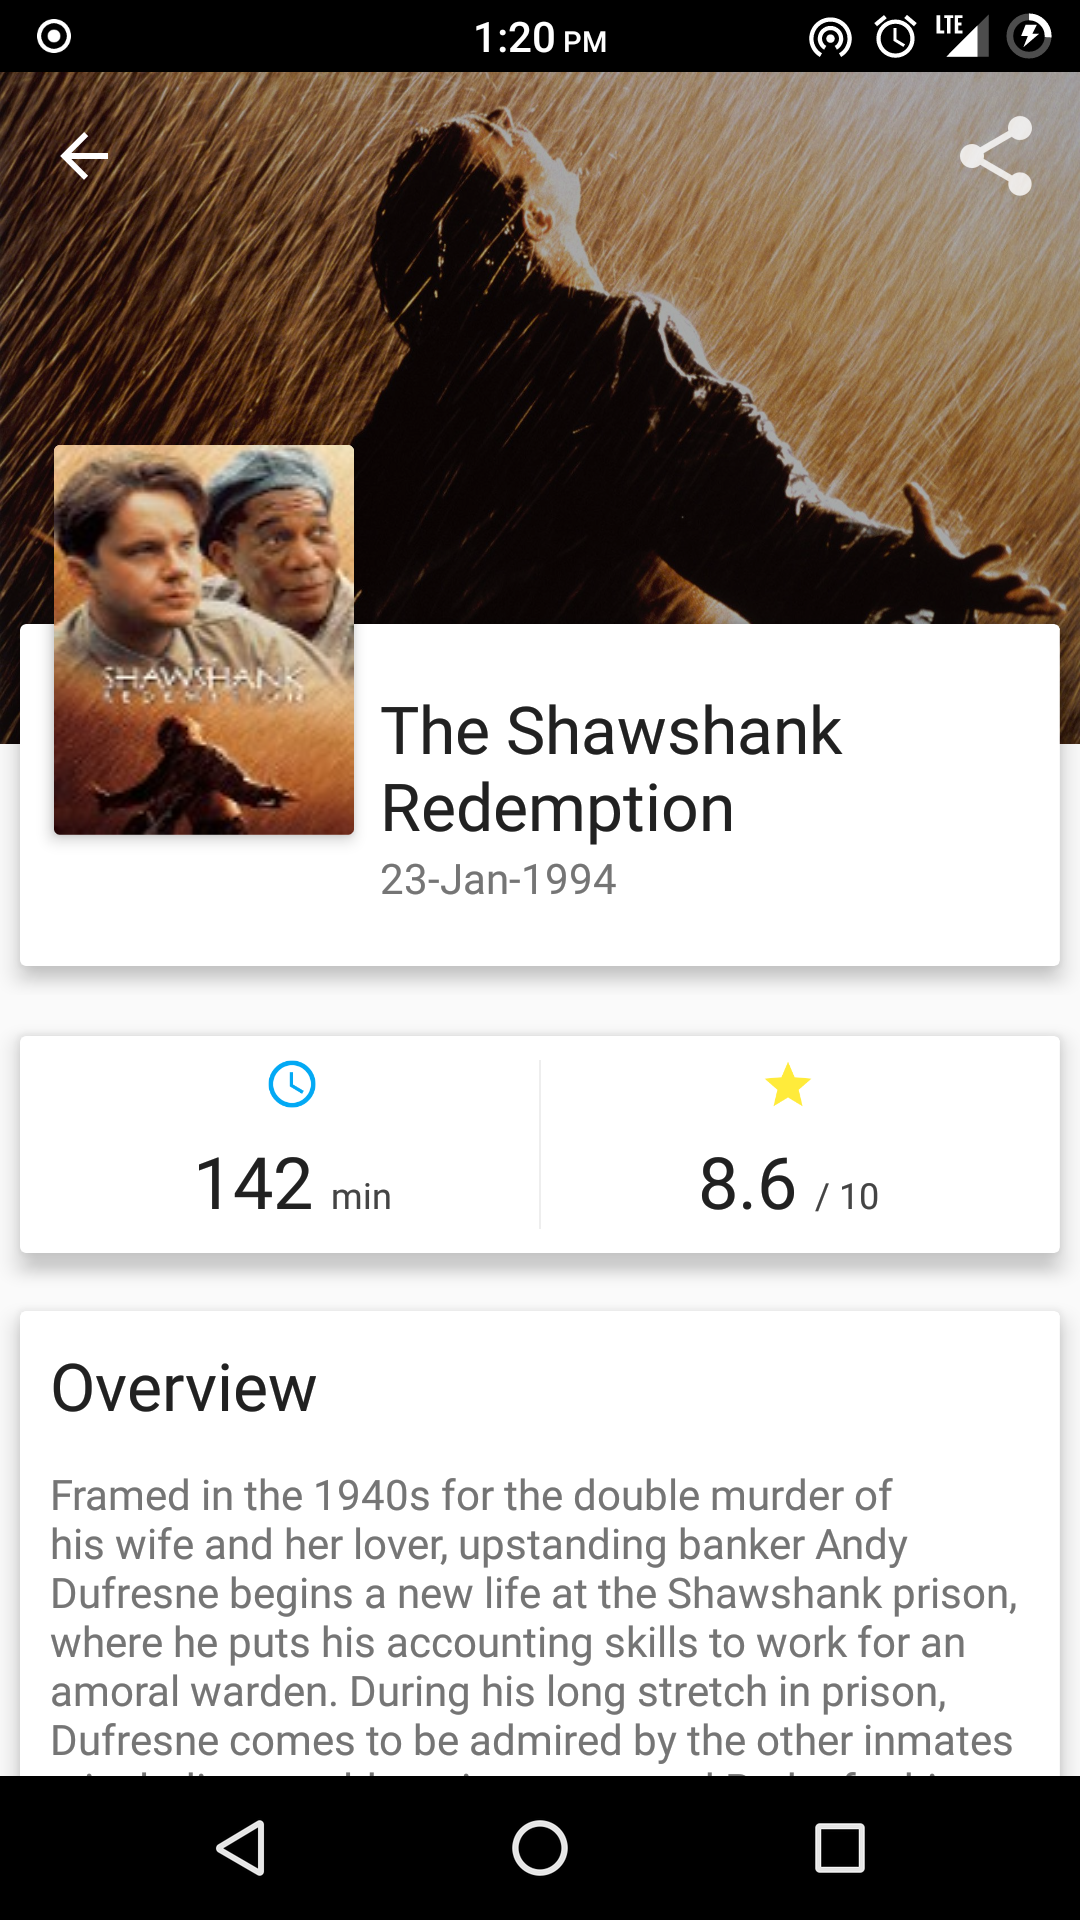 1:20 PM
LTE
SHAWSHANK
REDEMPTION
The Shawshank
Redemption
23-Jan-1994
142 min
8.6 / 10
Overview
Framed in the 1940s for the double murder of
his wife and her lover, upstanding banker Andy
Dufresne begins a new life at the Shawshank prison,
where he puts his accounting skills to work for an
amoral warden. During his long stretch in prison,
Dufresne comes to be admired by the other inmates